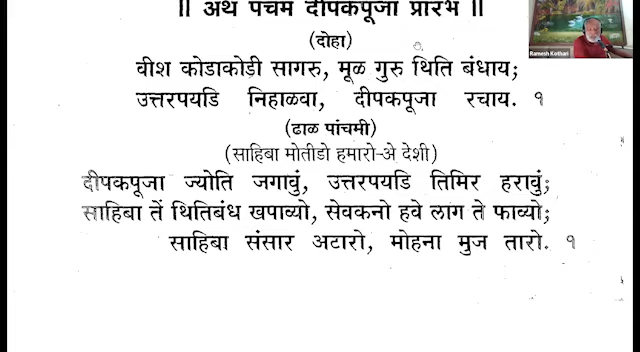 ॥ अथ पंचम दीपकपूजा प्रारंभ ॥
(दोहा)
वीश कोडाकोड़ी सागरु, मूळ गुरु थिति बंधाय;
उत्तरपयडि निहाळवा, दीपकपूजा रचाय. १
(ढाळ पांचमी)
(साहिबा मोतीडो हमारो-अे देशी)
दीपकपूजा ज्योति जगावुं, उत्तरपयडि तिमिर हरावुं;
साहिबा तें थितिबंध खपाव्यो, सेवकनो हवे लाग ते फाव्यो;
साहिबा संसार अटारो, मोहना मुज तारो. १
Ramesh Kothari